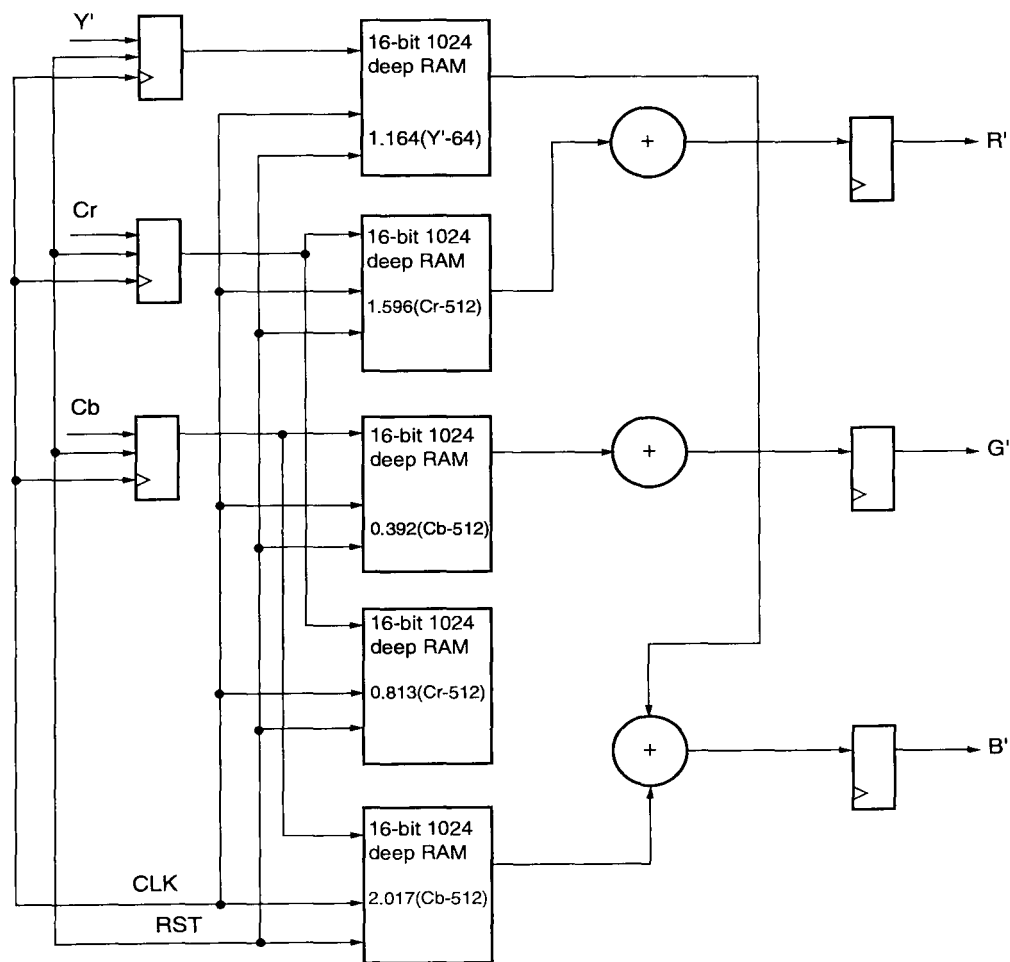 Y'
16-bit 1024
deep RAM
1.164(Y'-64)
+
R'
Cr
16-bit 1024
deep RAM
1.596(Cr-512)
Cb
16-bit 1024
deep RAM
0.392(Cb-512)
+
G'
16-bit 1024
deep RAM
0.813(Cr-512)
+
B'
16-bit 1024
deep RAM
2.017(Cb-512)
CLK
RST